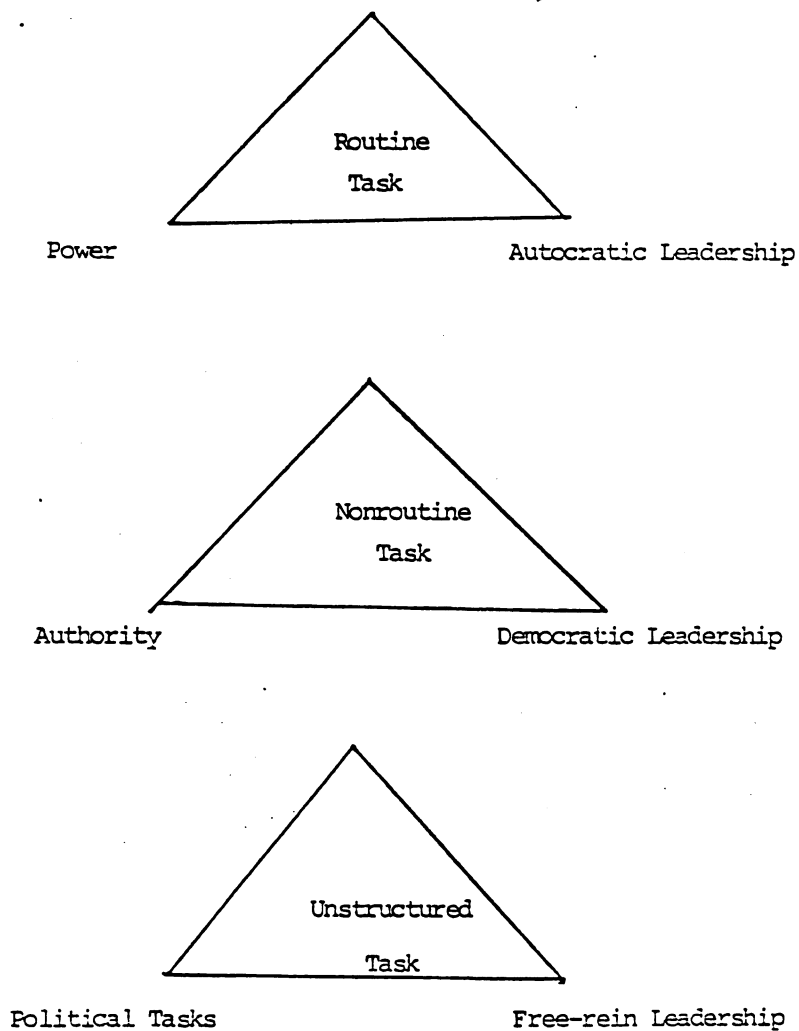 Routine
Task
Power
Autocratic Leadership
Nonroutine
Task
Authority
Democratic Leadership
Unstructured
Task
Political Tasks
Free-rein Leadership